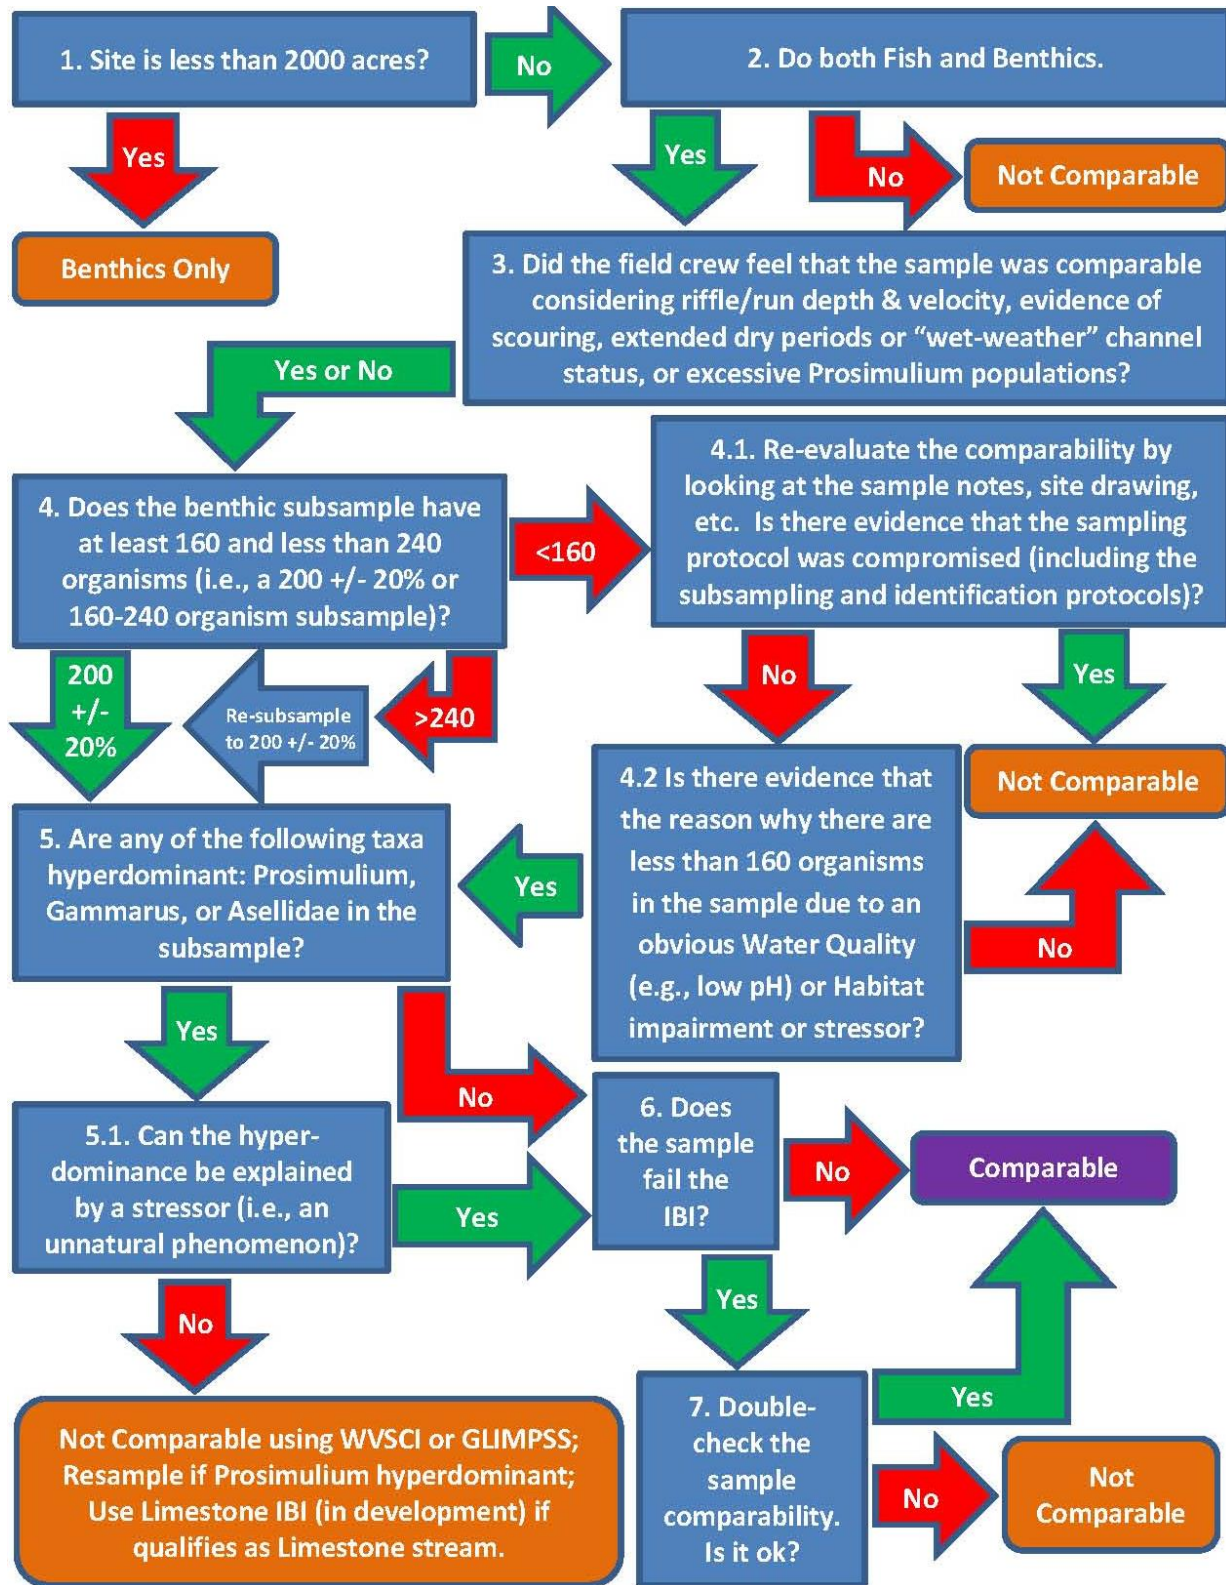 1. Site is less than 2000 acres?
No
2. Do both Fish and Benthics.
Yes
Yes
No
Not Comparable
Benthics Only
3. Did the field crew feel that the sample was comparable
considering riffle/run depth & velocity, evidence of
scouring, extended dry periods or “wet-weather” channel
status, or excessive Prosimulium populations?
Yes or No
4. Does the benthic subsample have
at least 160 and less than 240
organisms (i.e., a 200 +/- 20% or
160-240 organism subsample)?
<160
4.1. Re-evaluate the comparability by
looking at the sample notes, site drawing,
etc.  Is there evidence that the sampling
protocol was compromised (including the
subsampling and identification protocols)?
200
+/-
20%
Re-subsample
to 200 +/- 20%
>240
No
Yes
Not Comparable
4.2 Is there evidence that
the reason why there are
less than 160 organisms
in the sample due to an
obvious Water Quality
(e.g., low pH) or Habitat
impairment or stressor?
Yes
No
5. Are any of the following taxa
hyperdominant: Prosimulium,
Gammarus, or Asellidae in the
subsample?
Yes
No
5.1. Can the hyper-
dominance be explained
by a stressor (i.e., an
unnatural phenomenon)?
Yes
6. Does
the sample
fail the
IBI?
No
Comparable
No
Yes
Not Comparable using WVSCI or GLIMPSS;
Resample if Prosimulium hyperdominant;
Use Limestone IBI (in development) if
qualifies as Limestone stream.
7. Double-
check the
sample
comparability.
Is it ok?
Yes
No
Not
Comparable